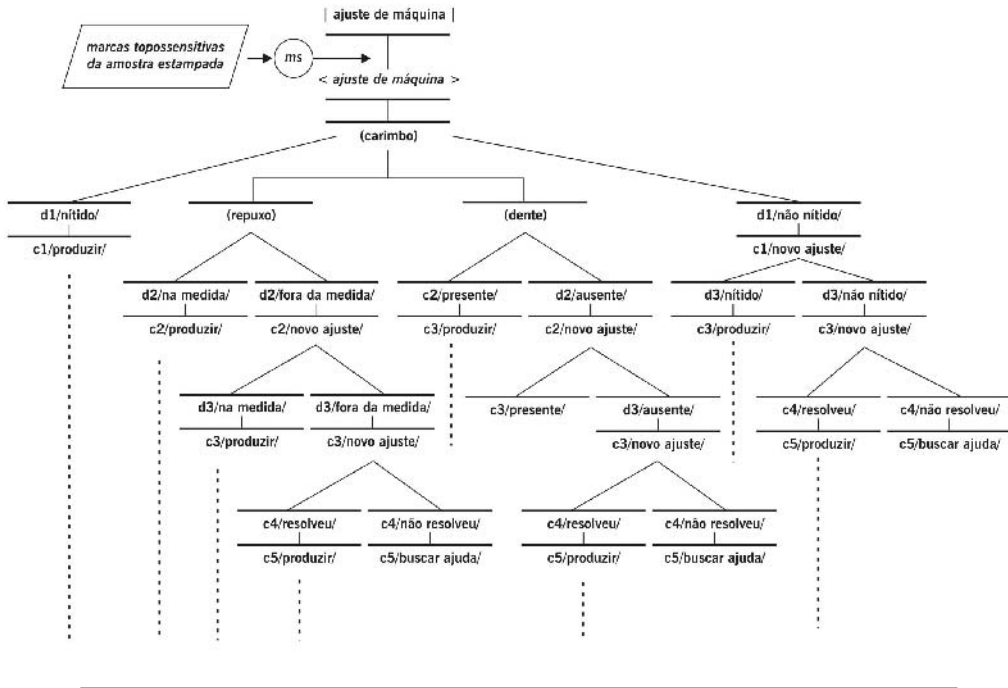 | ajuste de máquina |
marcas topossensitivas
da amostra estampada
ms
< ajuste de máquina >
(carimbo)
d1/nítido/
(repuxo)
(dente)
d1/não nítido/
c1/produzir/
c1/novo ajuste/
d2/na medida/
d2/fora da medida/
c2/presente/
d2/ausente/
d3/nítido/
d3/não nítido/
c2/produzir/
c2/novo ajuste/
c3/produzir/
c2/novo ajuste/
c3/produzir/
c3/novo ajuste/
d3/na medida/
d3/fora da medida/
c3/presente/
d3/ausente/
c4/resolveu/
c4/não resolveu/
c3/produzir/
c3/novo ajuste/
c3/novo ajuste/
c5/produzir/
c5/buscar ajuda/
c4/resolveu/
c4/não resolveu/
c4/resolveu/
c4/não resolveu/
c5/produzir/
c5/buscar ajuda/
c5/produzir/
c5/buscar ajuda/